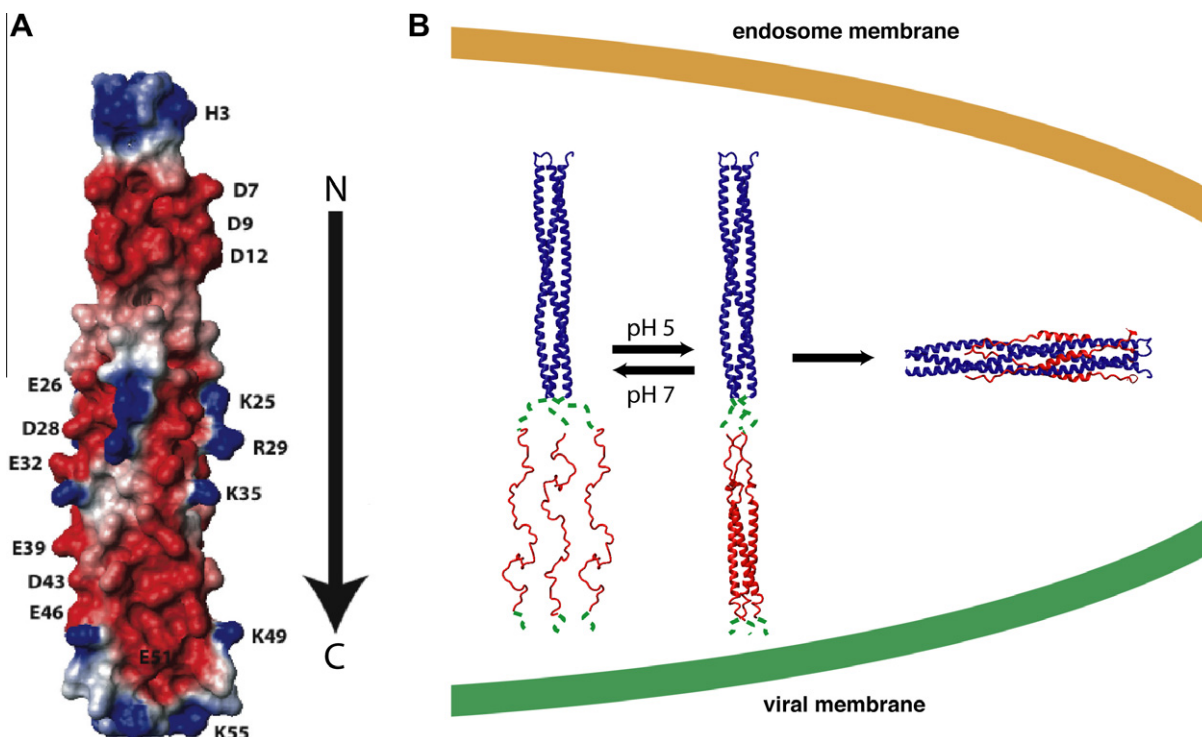 A
H3
D7
D9
D12
E26
K25
D28
R29
E32
K35
E39
D43
E46
K49
E51
K55
N
C
B
endosome membrane
pH 5
pH 7
viral membrane